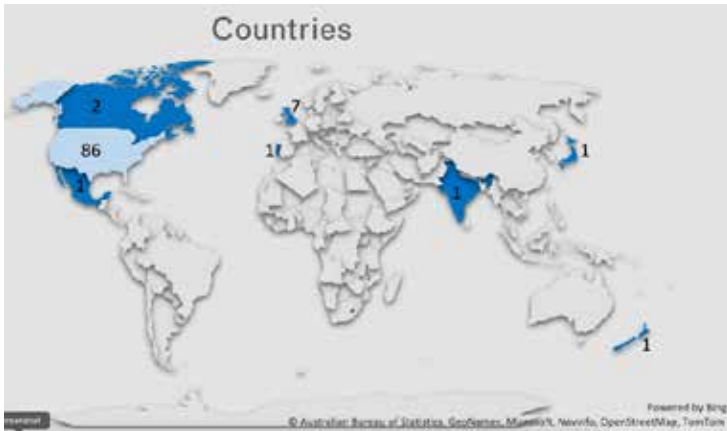 Countries
2
7
86
1
1
1
1
1
Powered by Bing
© Australian Bureau of Statistics, GeoNames, Microsoft, Navinfo, OpenStreetMap, TomTom